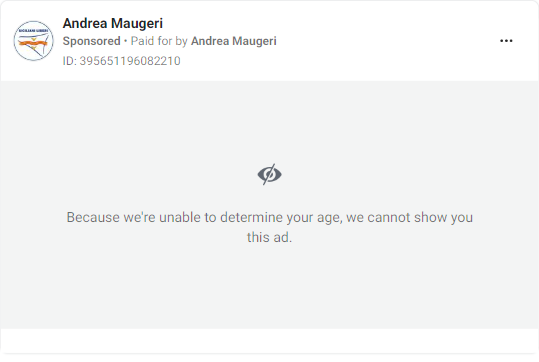 Andrea Maugeri
Sponsored • Paid for by Andrea Maugeri
ID: 395651196082210
Because we're unable to determine your age, we cannot show you
this ad.